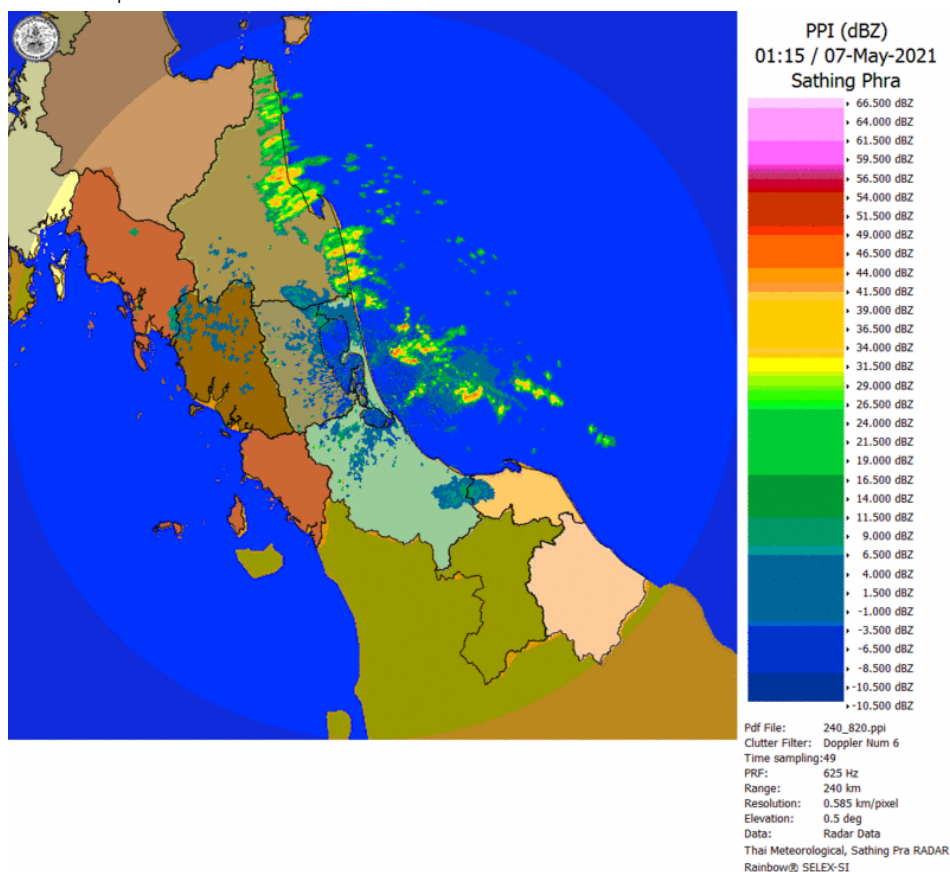 PPI (dBZ)
01:15 / 07-May-2021
Sathing Phra
66.500 dBZ
64.000 dBZ
61.500 dBZ
59.500 dBZ
56.500 dBZ
54.000 dBZ
51.500 dBZ
49.000 dBZ
46.500 dBZ
44.000 dBZ
41.500 dBZ
39.000 dBZ
36.500 dBZ
34.000 dBZ
31.500 dBZ
29.000 dBZ
26.500 dBZ
24.000 dBZ
21.500 dBZ
19.000 dBZ
16.500 dBZ
14.000 dBZ
11.500 dBZ
9.000 dBZ
6.500 dBZ
4.000 dBZ
1.500 dBZ
-1.000 dBZ
-3.500 dBZ
-6.500 dBZ
-8.500 dBZ
-10.500 dBZ
-10.500 dBZ
Pdf File: 240_820.ppi
Clutter Filter: Doppler Num 6
Time sampling:49
PRF: 625 Hz
Range: 240 km
Resolution: 0.585 km/pixel
Elevation: 0.5 deg
Data: Radar Data
Thai Meteorological, Sathing Pra RADAR
Rainbow® SELEX-SI